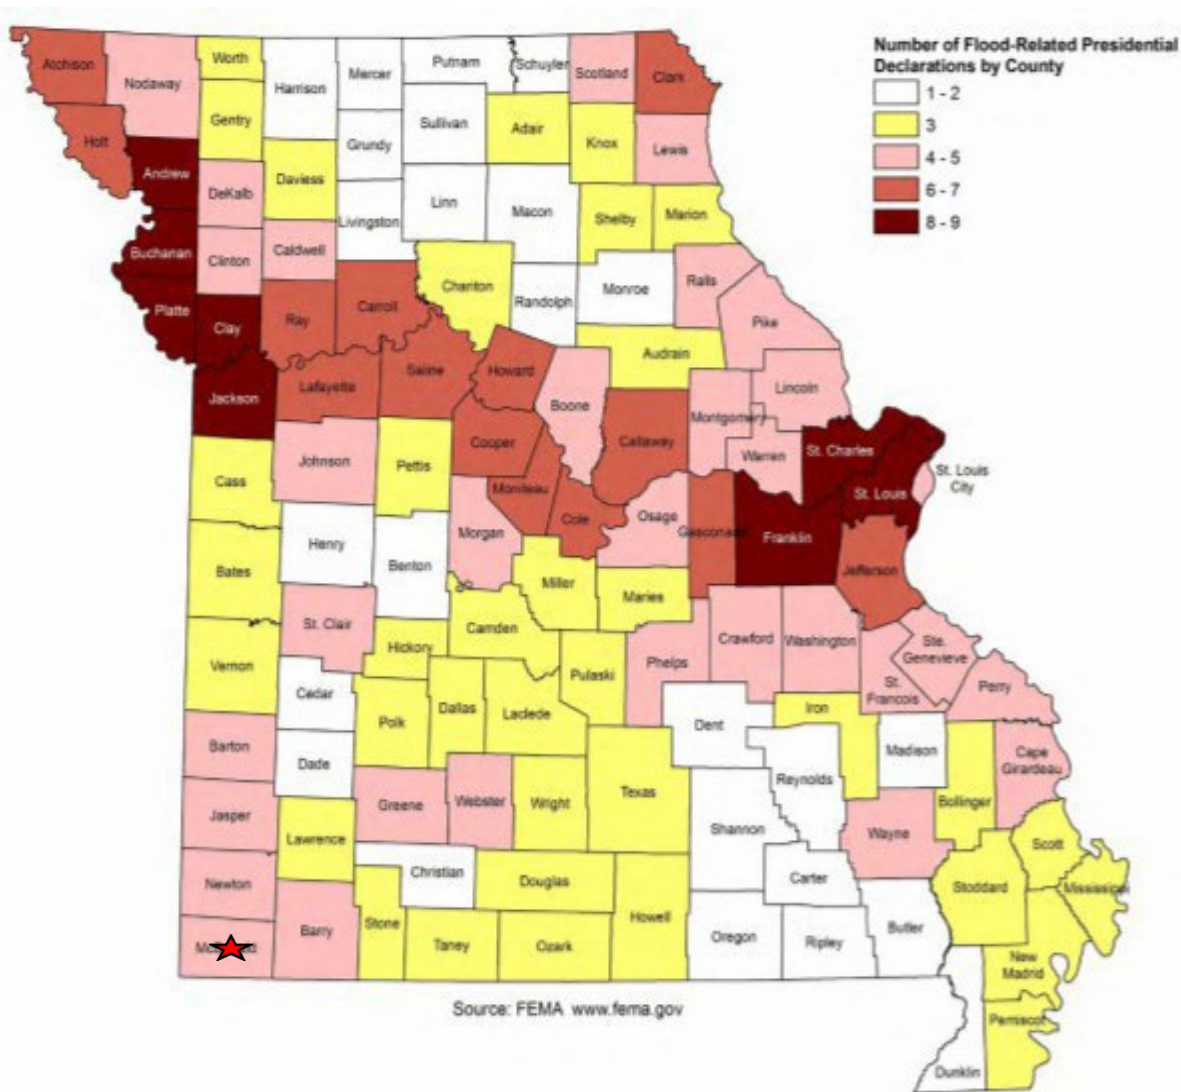 Number of Flood-Related Presidential
Declarations by County
1 - 2
3
4 - 5
6 - 7
8 - 9
Atchison
Nodaway
Worth
Harrison
Mercer
Putnam
Schuyler
Scotland
Clark
Holt
Gentry
Sullivan
Adair
Knox
Lewis
Andrew
DeKalb
Daviess
Grundy
Livingston
Linn
Macon
Shelby
Marion
Buchanan
Clinton
Caldwell
Chariton
Randolph
Monroe
Ralls
Platte
Clay
Ray
Carroll
Pike
Audrain
Jackson
Lafayette
Saline
Howard
Boone
Callaway
Montgomery
Lincoln
Warren
St. Charles
St. Louis
St. Louis
City
Cass
Johnson
Pettis
Cooper
Moniteau
Cole
Osage
Gasconade
Franklin
Jefferson
Bates
Henry
Benton
Morgan
Miller
Maries
Vernon
St. Clair
Hickory
Camden
Pulaski
Phelps
Crawford
Washington
Ste.
Genevieve
St.
Francois
Perry
Cedar
Polk
Dallas
Laclede
Dent
Iron
Madison
Cape
Girardeau
Barton
Dade
Greene
Webster
Wright
Texas
Reynolds
Bollinger
Jasper
Lawrence
Shannon
Wayne
Scott
Newton
Christian
Douglas
Howell
Carter
Stoddard
Mississippi
Barry
Stone
Taney
Ozark
Oregon
Ripley
Butler
New
Madrid
Pemiscot
Dunklin
Source: FEMA www.fema.gov